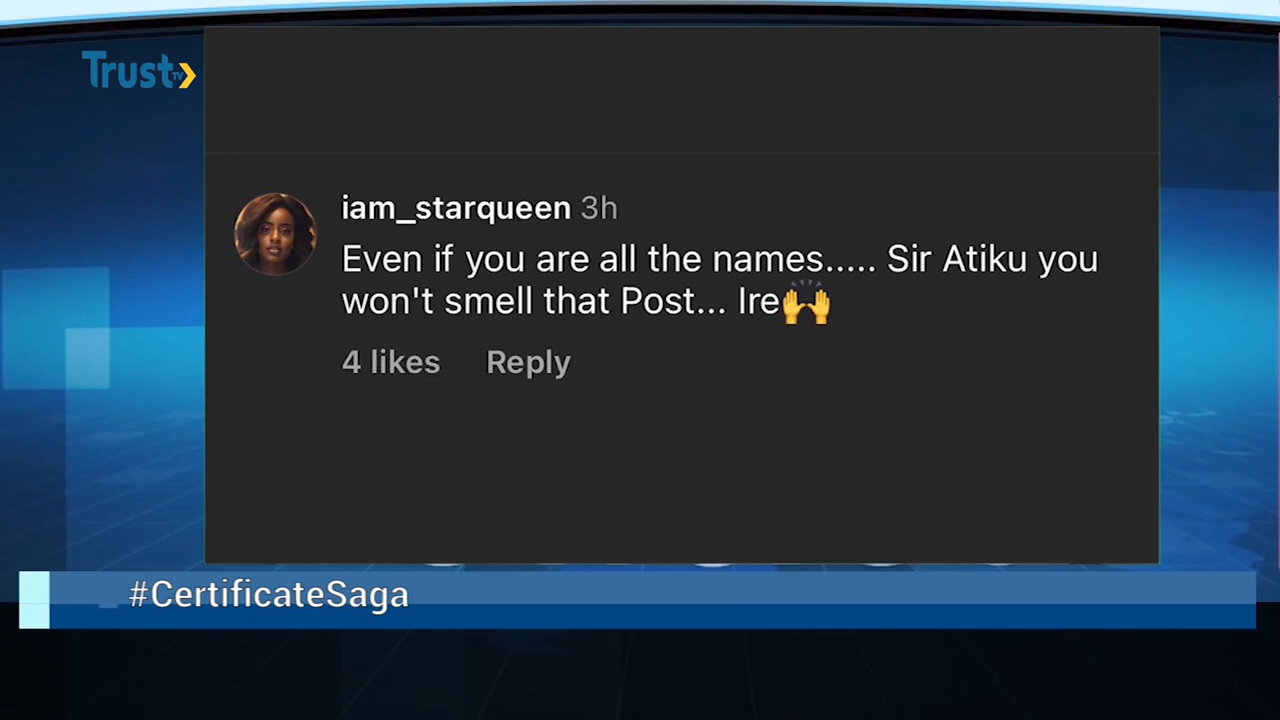 Trust TV
iam_starqueen 3h
Even if you are all the names..... Sir Atiku you
won't smell that Post... Ire🙌
4 likes Reply
#CertificateSaga